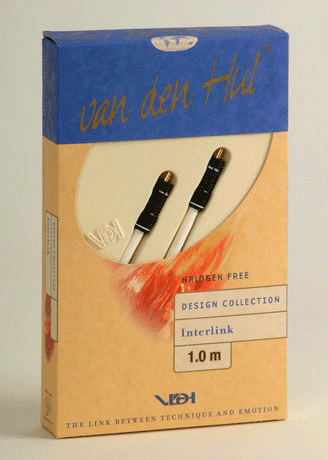 van den Hul
HALOGEN FREE
DESIGN COLLECTION
Interlink
1.0 m
VDH
THE LINK BETWEEN TECHNIQUE AND EMOTION